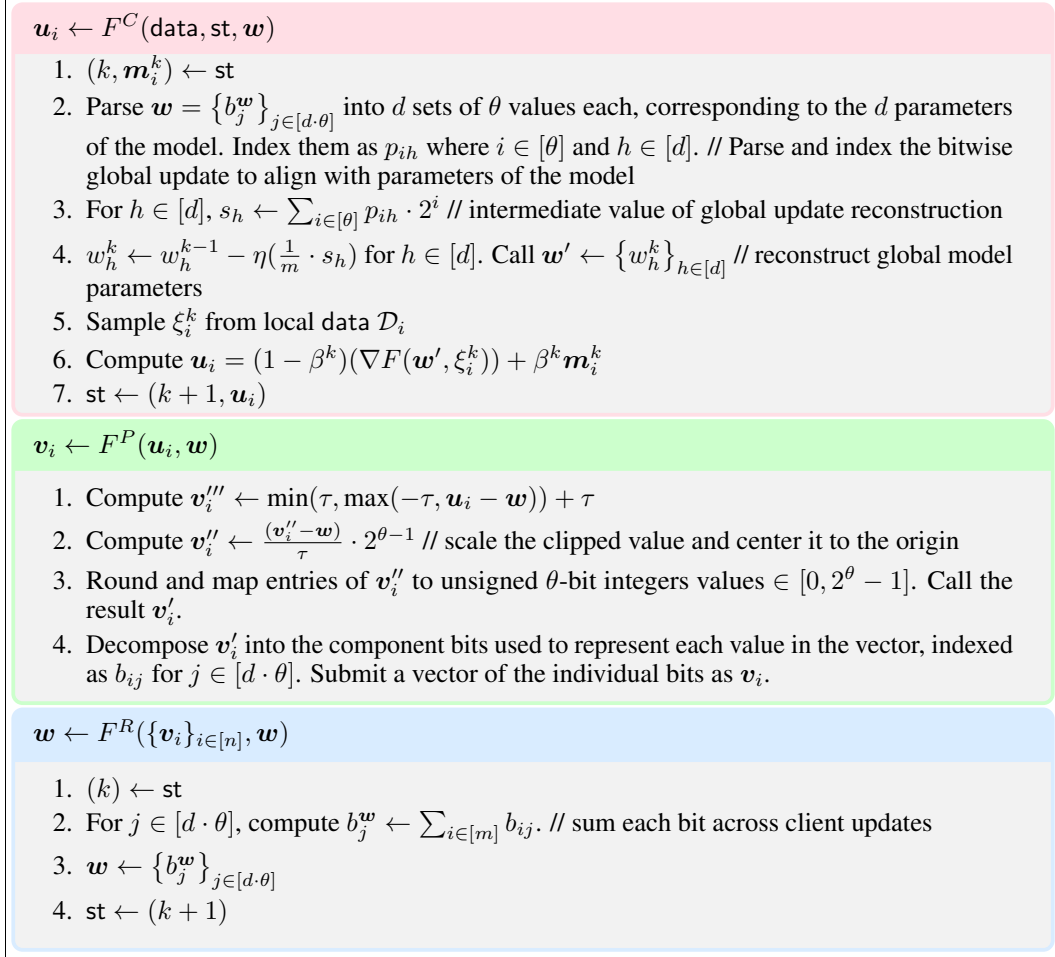 𝒖ᵢ ← Fᶜ(data, st, 𝒘)
1. (k, 𝒎ᵢᵏ) ← st
2. Parse 𝒘 = {b_j^𝒘}_{j∈[d·θ]} into d sets of θ values each, corresponding to the d parameters
of the model. Index them as p_{ih} where i ∈ [θ] and h ∈ [d]. // Parse and index the bitwise
global update to align with parameters of the model
3. For h ∈ [d], s_h ← ∑_{i∈[θ]} p_{ih} · 2^i // intermediate value of global update reconstruction
4. w_h^k ← w_h^{k−1} − η(1/m · s_h) for h ∈ [d]. Call 𝒘′ ← {w_h^k}_{h∈[d]} // reconstruct global model
parameters
5. Sample ξ_i^k from local data 𝒟_i
6. Compute 𝒖_i = (1 − β^k)(∇F(𝒘′, ξ_i^k)) + β^k 𝒎_i^k
7. st ← (k + 1, 𝒖_i)
𝒗_i ← F^P(𝒖_i, 𝒘)
1. Compute 𝒗_i‴ ← min(τ, max(−τ, 𝒖_i − 𝒘)) + τ
2. Compute 𝒗_i″ ← (𝒗_i″−𝒘)/τ · 2^{θ−1} // scale the clipped value and center it to the origin
3. Round and map entries of 𝒗_i″ to unsigned θ-bit integers values ∈ [0, 2^θ − 1]. Call the
result 𝒗_i′.
4. Decompose 𝒗_i′ into the component bits used to represent each value in the vector, indexed
as b_{ij} for j ∈ [d · θ]. Submit a vector of the individual bits as 𝒗_i.
𝒘 ← F^R({𝒗_i}_{i∈[n]}, 𝒘)
1. (k) ← st
2. For j ∈ [d · θ], compute b_j^𝒘 ← ∑_{i∈[m]} b_{ij}. // sum each bit across client updates
3. 𝒘 ← {b_j^𝒘}_{j∈[d·θ]}
4. st ← (k + 1)